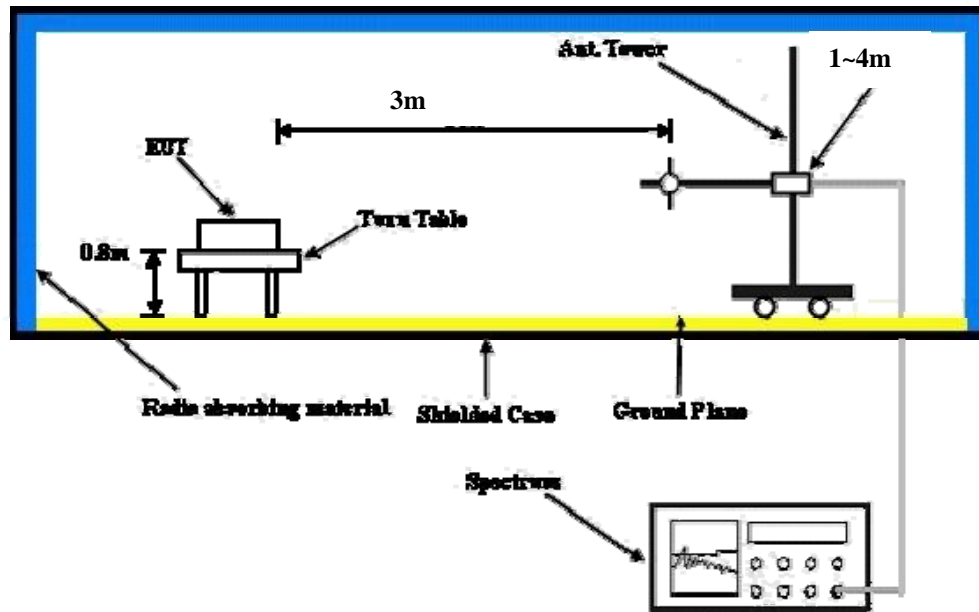 Ant. Tower
1~4m
3m
EUT
Turn Table
0.8m
Radio absorbing material
Shielded Case
Ground Plane
Spectrum